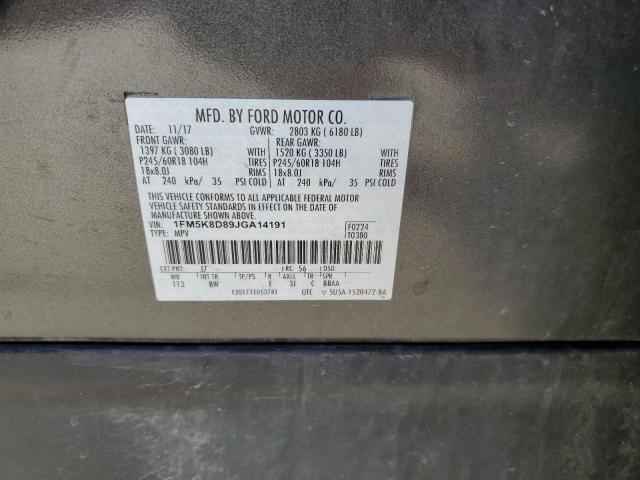 MFD. BY FORD MOTOR CO.
DATE: 11/17 GVWR: 2803 KG ( 6180 LB)
FRONT GAWR: REAR GAWR:
1397 KG ( 3080 LB) WITH 1520 KG ( 3350 LB) WITH
P245/60R18 104H TIRES P245/60R18 104H TIRES
18x8.0J RIMS 18x8.0J RIMS
AT 240 kPa/ 35 PSI COLD AT 240 kPa/ 35 PSI COLD
THIS VEHICLE CONFORMS TO ALL APPLICABLE FEDERAL MOTOR
VEHICLE SAFETY STANDARDS IN EFFECT ON THE DATE OF
MANUFACTURE SHOWN ABOVE.
VIN: 1FM5K8D89JGA14191 F0224
TYPE: MPV T0380
EXT PNT: J7 RC: 56 DSO:
WB INT TR TP/PS R AXLE TR SPR
113 8W E 3J C BBAA
1201711053781 UTC ▽ 5U5A-1520472-BA